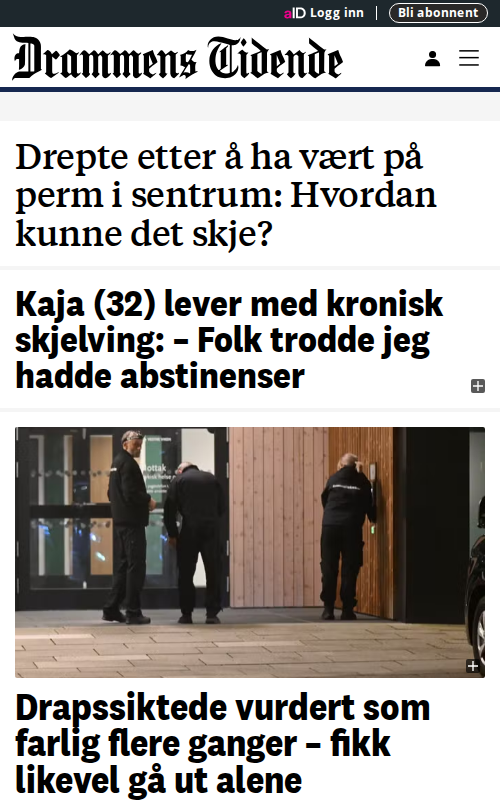 aID Logg inn
Bli abonnent
Drammens Tidende
Drepte etter å ha vært på
perm i sentrum: Hvordan
kunne det skje?
Kaja (32) lever med kronisk
skjelving: – Folk trodde jeg
hadde abstinenser
Drapssiktede vurdert som
farlig flere ganger – fikk
likevel gå ut alene